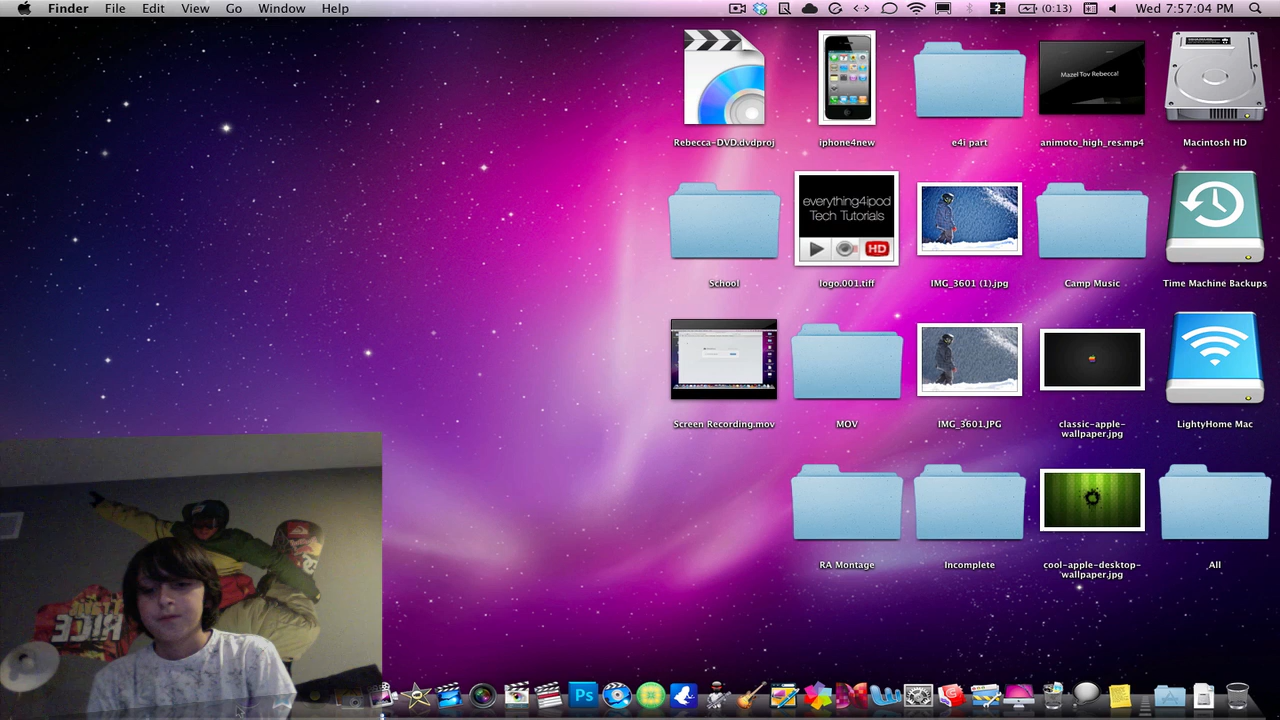 Finder File Edit View Go Window Help
2 (0:13) Wed 7:57:04 PM
Mazel Tov Rebecca!
Rebecca-DVD.dvdproj iphone4new e4i part animoto_high_res.mp4 Macintosh HD
everything4ipod
Tech Tutorials
HD
School logo.001.tiff IMG_3601 (1).jpg Camp Music Time Machine Backups
Screen Recording.mov MOV IMG_3601.JPG classic-apple-wallpaper.jpg LightyHome Mac
RA Montage Incomplete cool-apple-desktop-wallpaper.jpg All
Ps